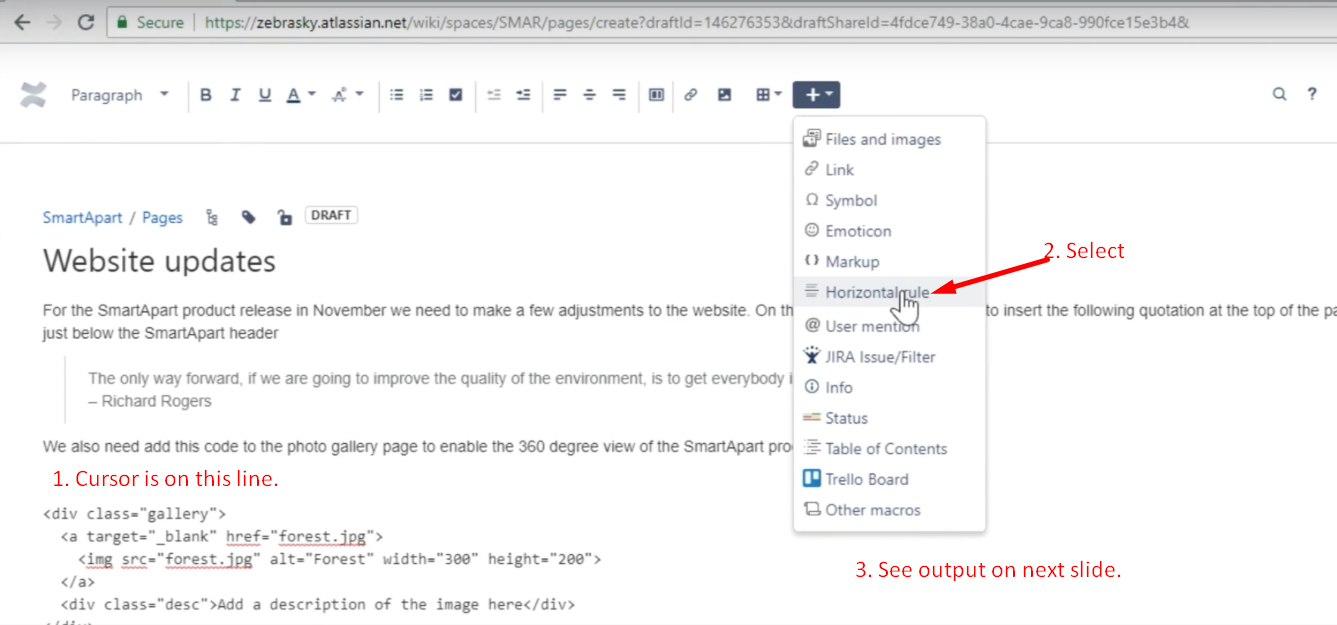 Secure https://zebrasky.atlassian.net/wiki/spaces/SMAR/pages/create?draftId=146276353&draftShareId=4fdce749-38a0-4cae-9ca8-990fce15e3b4&
Paragraph B I U A + ?
Files and images
Link
Symbol
Emoticon
Markup
Horizontal rule
User mention
JIRA Issue/Filter
Info
Status
Table of Contents
Trello Board
Other macros
2. Select
SmartApart / Pages DRAFT
Website updates
For the SmartApart product release in November we need to make a few adjustments to the website. On th to insert the following quotation at the top of the pa
just below the SmartApart header
The only way forward, if we are going to improve the quality of the environment, is to get everybody i
– Richard Rogers
We also need add this code to the photo gallery page to enable the 360 degree view of the SmartApart pro
1. Cursor is on this line.
<div class="gallery">
<a target="_blank" href="forest.jpg">
<img src="forest.jpg" alt="Forest" width="300" height="200">
</a>
<div class="desc">Add a description of the image here</div>
3. See output on next slide.